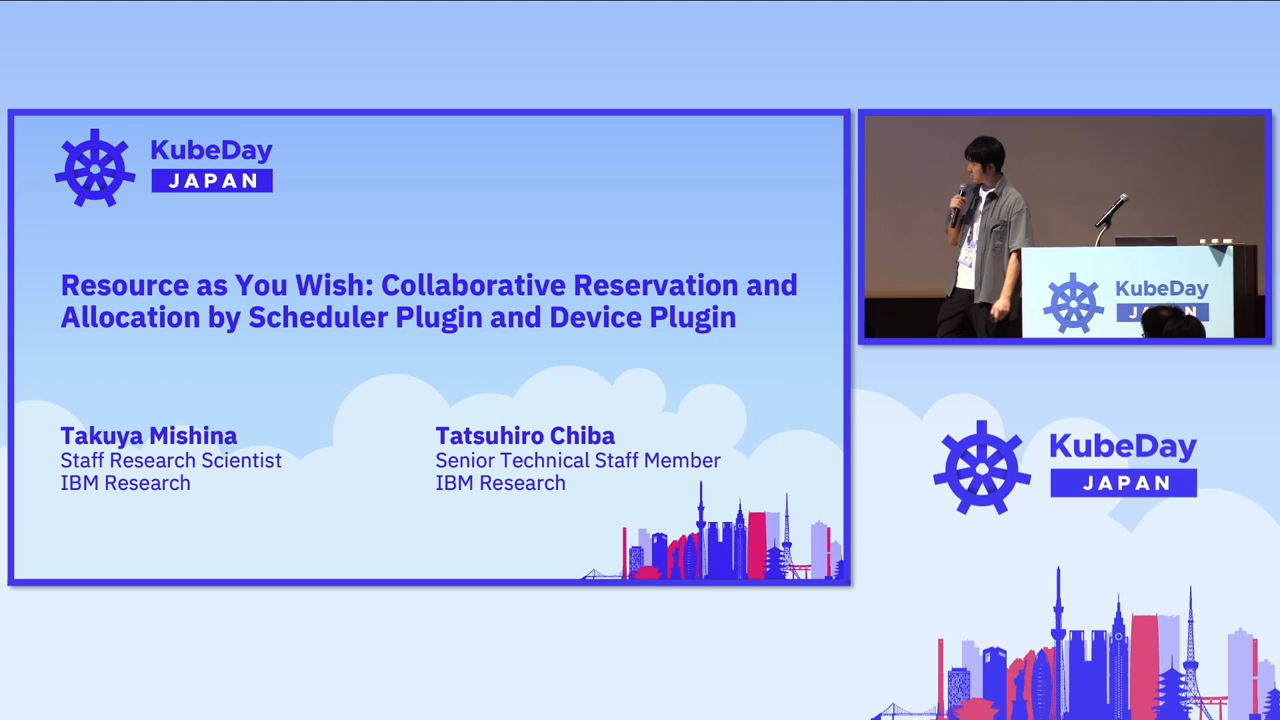 KubeDay
JAPAN
Resource as You Wish: Collaborative Reservation and
Allocation by Scheduler Plugin and Device Plugin
Takuya Mishina
Staff Research Scientist
IBM Research
Tatsuhiro Chiba
Senior Technical Staff Member
IBM Research
KubeDay
JAPAN
KubeDay
JAPAN